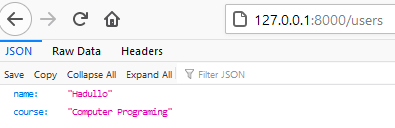 127.0.0.1:8000/users
JSON Raw Data Headers
Save Copy Collapse All Expand All Filter JSON
name: "Hadullo"
course: "Computer Programing"